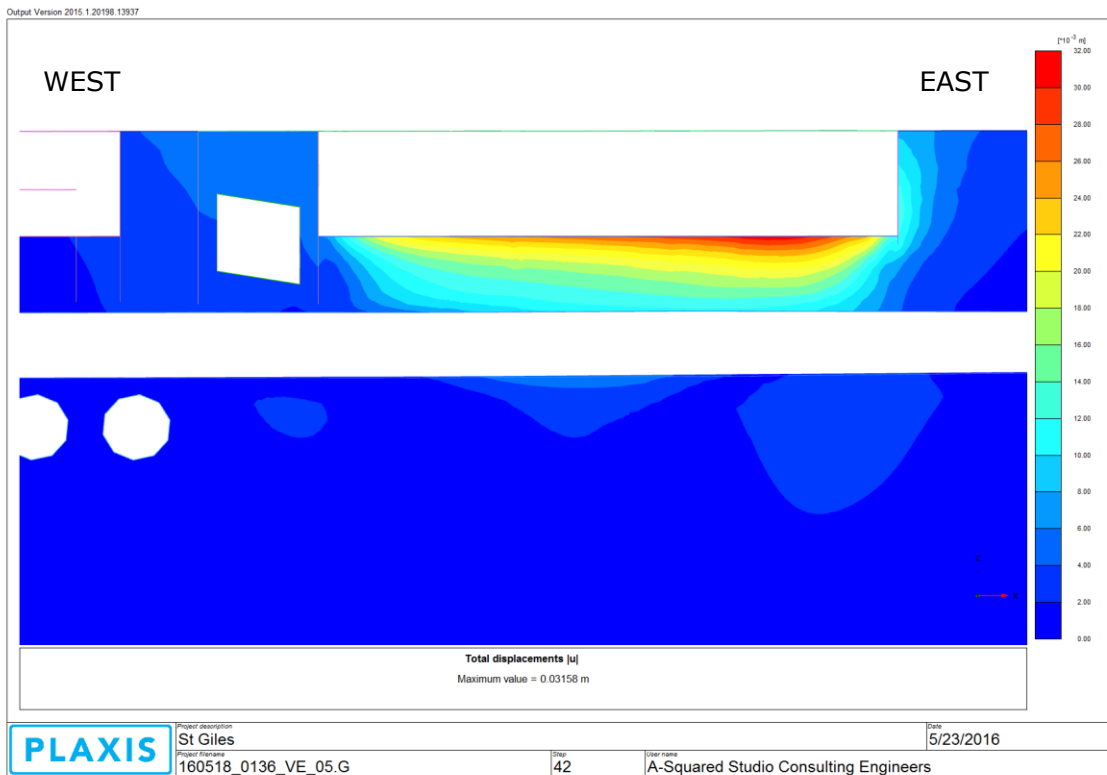 Output Version 2015.1.20198.13937
[*10⁻³ m]
WEST
EAST
32.00
30.00
28.00
26.00
24.00
22.00
20.00
18.00
16.00
14.00
12.00
10.00
8.00
6.00
4.00
2.00
0.00
Total displacements |u|
Maximum value = 0.03158 m
PLAXIS
Project description
St Giles
Date
5/23/2016
Project filename
160518_0136_VE_05.G
Step
42
User name
A-Squared Studio Consulting Engineers